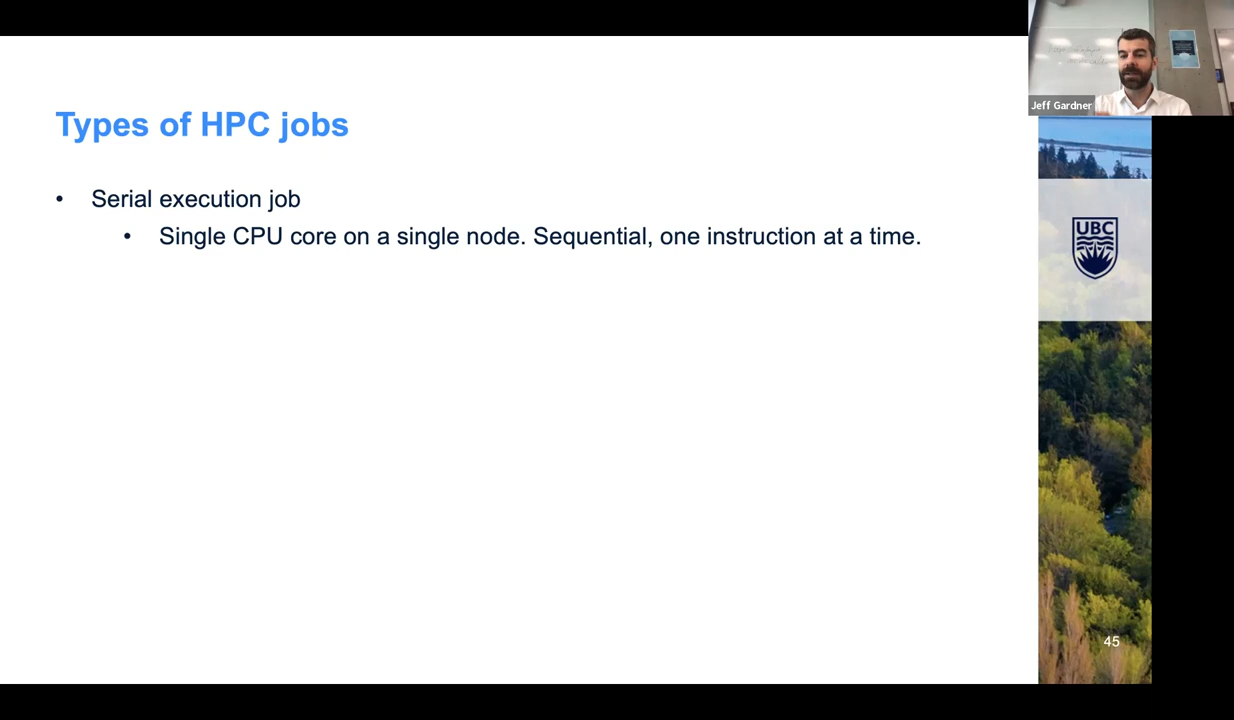 Jeff Gardner
Types of HPC jobs
• Serial execution job
• Single CPU core on a single node. Sequential, one instruction at a time.
UBC
45